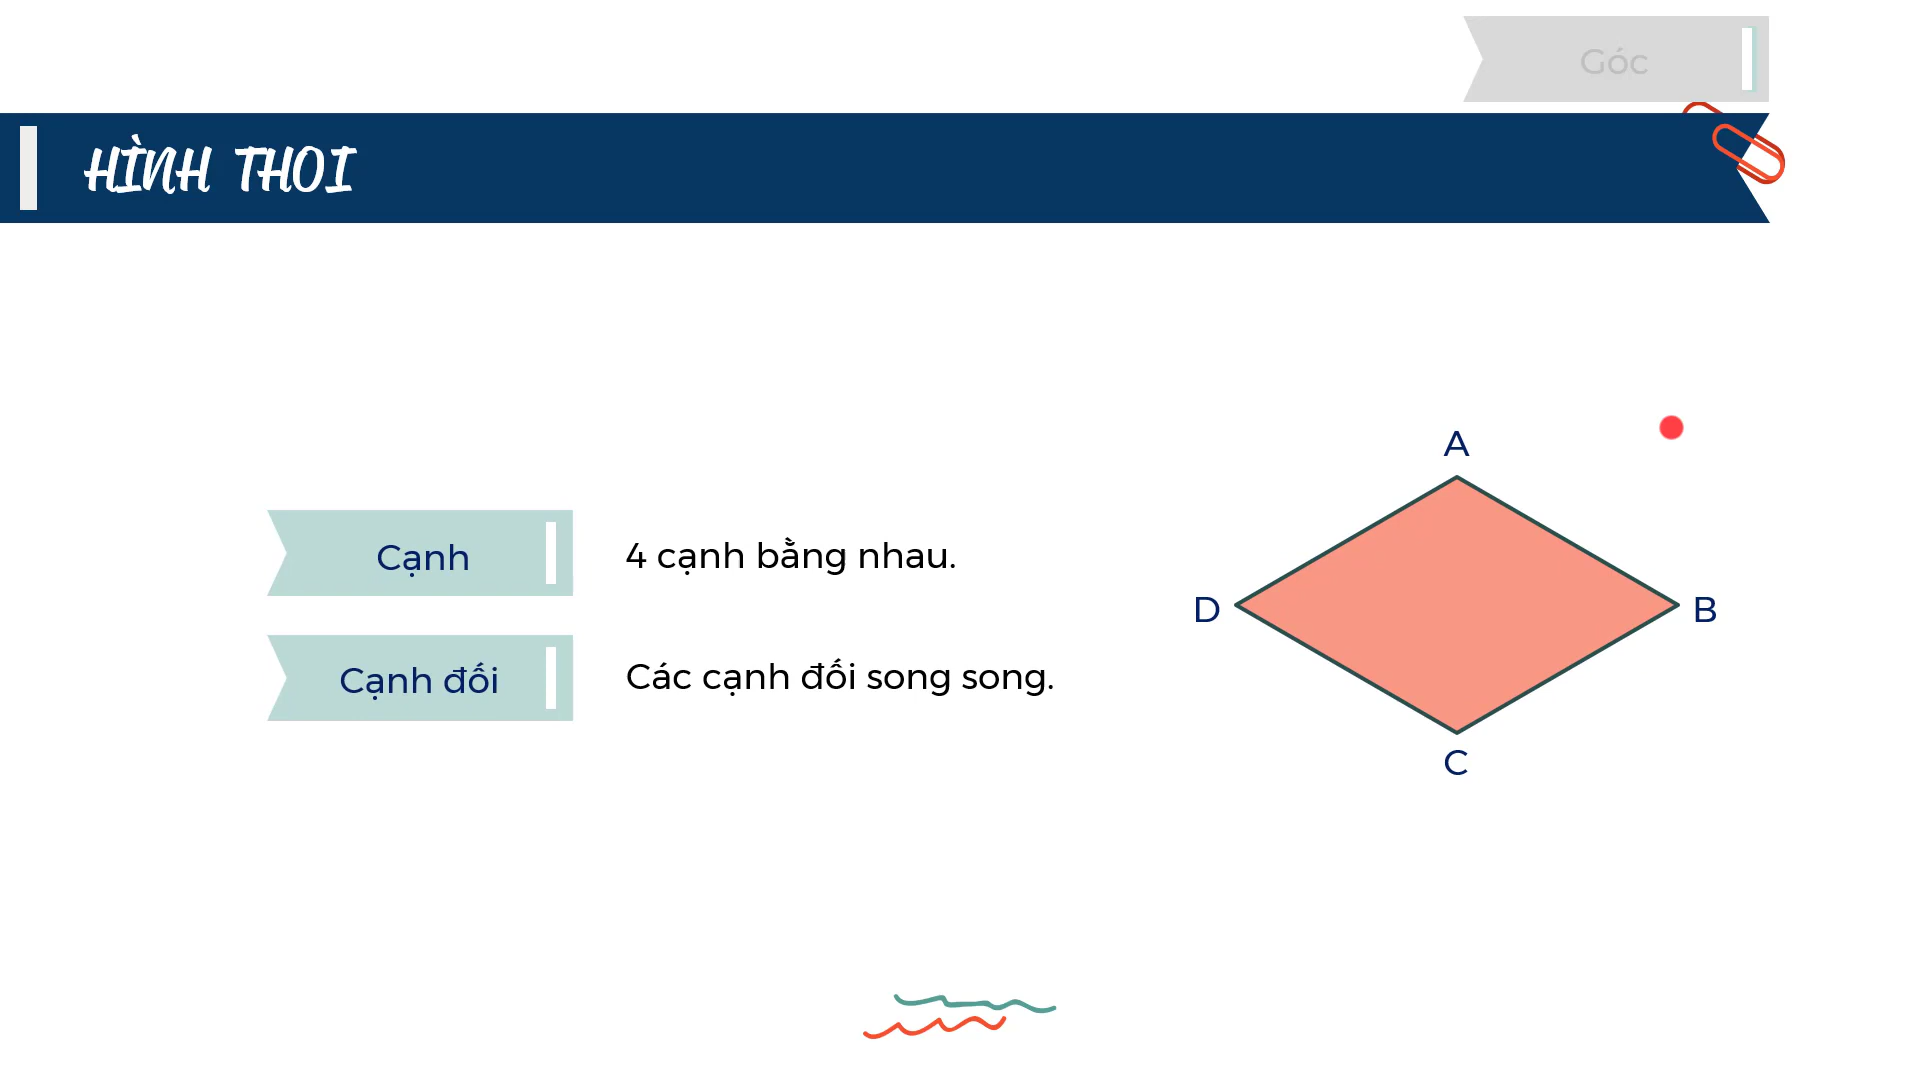 Góc
HÌNH THOI
Cạnh
4 cạnh bằng nhau.
Cạnh đối
Các cạnh đối song song.
A
D
B
C